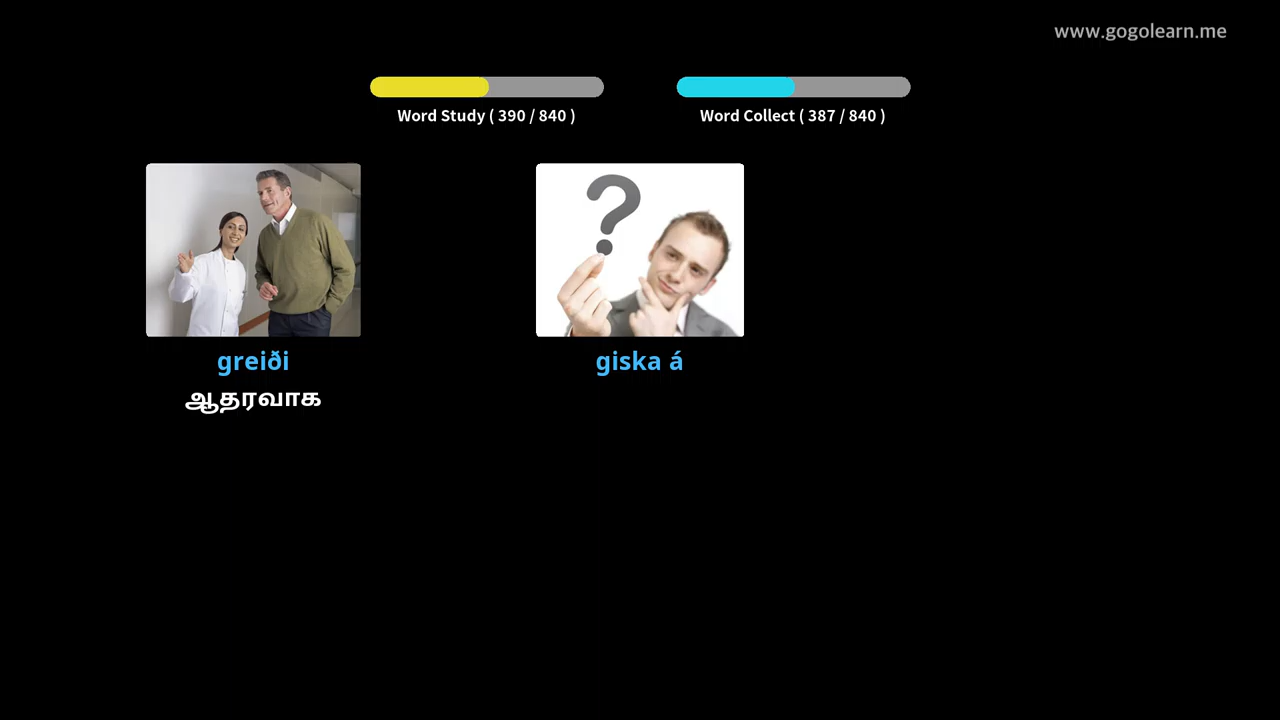 www.gogolearn.me
Word Study ( 390 / 840 )
Word Collect ( 387 / 840 )
greiði
giska á
ஆதரவாக